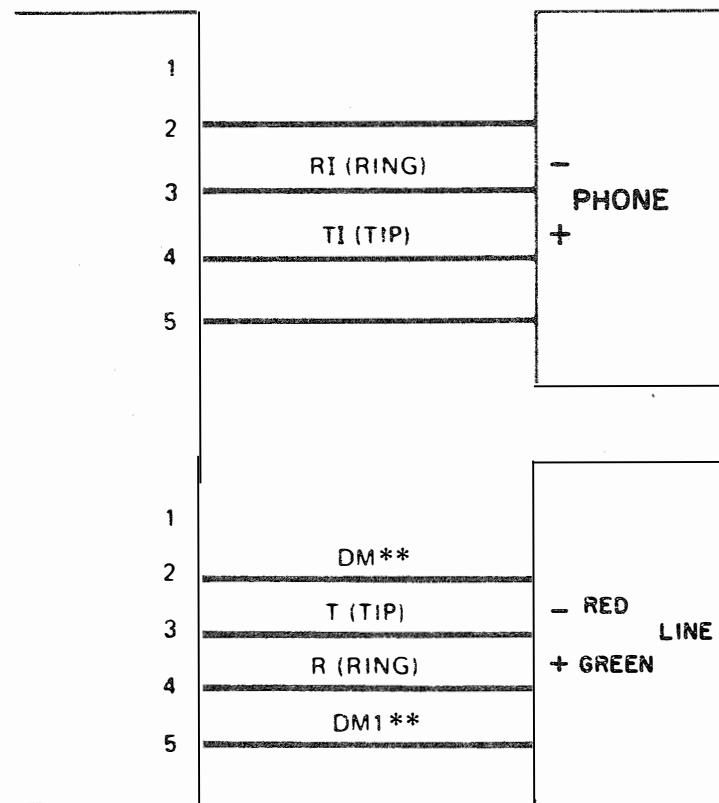 1
2
RI (RING)
−
3
PHONE
TI (TIP)
+
4
5
1
DM**
2
T (TIP)
− RED
3
LINE
R (RING)
+ GREEN
4
DM1**
5